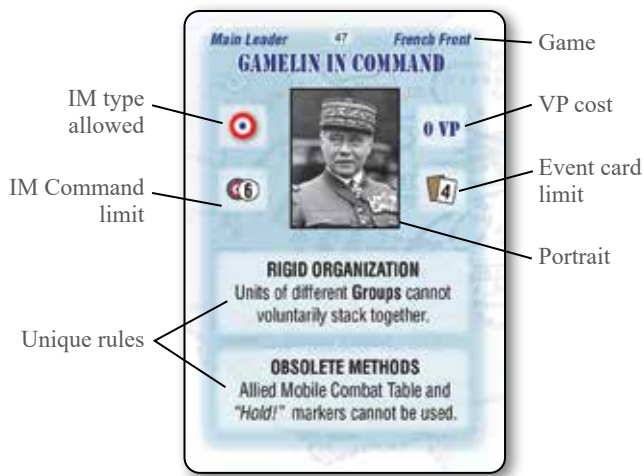 Main Leader 47 French Front
GAMELIN IN COMMAND
Game
IM type
allowed
0 VP
VP cost
IM Command
limit
6
4
Event card
limit
Portrait
RIGID ORGANIZATION
Units of different Groups cannot
voluntarily stack together.
Unique rules
OBSOLETE METHODS
Allied Mobile Combat Table and
"Hold!" markers cannot be used.